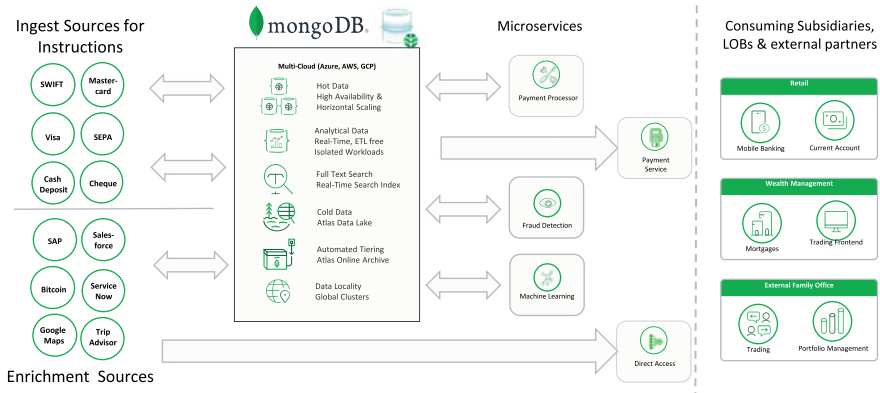 Ingest Sources for
Instructions
SWIFT
Master-
card
Visa
SEPA
Cash
Deposit
Cheque
SAP
Sales-
force
Bitcoin
Service
Now
Google
Maps
Trip
Advisor
Enrichment Sources
mongoDB®
Multi-Cloud (Azure, AWS, GCP)
Hot Data
High Availability &
Horizontal Scaling
Analytical Data
Real-Time, ETL free
Isolated Workloads
Full Text Search
Real-Time Search Index
Cold Data
Atlas Data Lake
Automated Tiering
Atlas Online Archive
Data Locality
Global Clusters
Microservices
Payment Processor
Payment
Service
Fraud Detection
Machine Learning
Direct Access
Consuming Subsidiaries,
LOBs & external partners
Retail
Mobile Banking
Current Account
Wealth Management
Mortgages
Trading Frontend
External Family Office
Trading
Portfolio Management